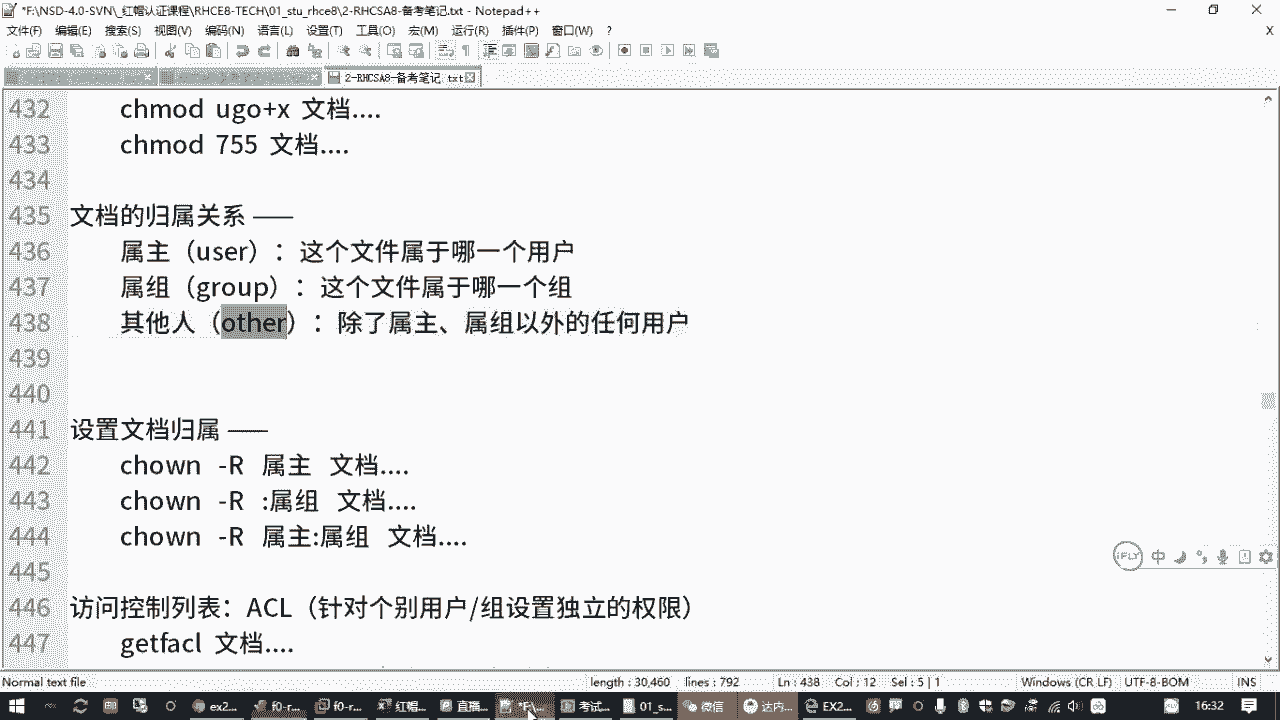 *F:\NSD-4.0-SVN\_红帽认证课程\RHCE8-TECH\01_stu_rhce8\2-RHCSA8-备考笔记.txt - Notepad++
文件(F) 编辑(E) 搜索(S) 视图(V) 编码(N) 语言(L) 设置(T) 工具(O) 宏(M) 运行(R) 插件(P) 窗口(W) ? X
2-RHCSA8-备考笔记.txt
432 chmod ugo+x 文档....
433 chmod 755 文档....
434
435 文档的归属关系 ——
436 属主（user）：这个文件属于哪一个用户
437 属组（group）：这个文件属于哪一个组
438 其他人（other）：除了属主、属组以外的任何用户
439
440
441 设置文档归属 ——
442 chown -R 属主 文档....
443 chown -R :属组 文档....
444 chown -R 属主:属组 文档....
445
446 访问控制列表：ACL（针对个别用户/组设置独立的权限）
447 getfacl 文档....
iFLY 中
Normal text file length : 30,460 lines : 792 Ln : 438 Col : 12 Sel : 5 | 1 Windows (CR LF) UTF-8-BOM INS
ex2... f0-r... f0-r... 红帽... 直播... 考试... 01_s... 微信 达内... EX2... 16:32